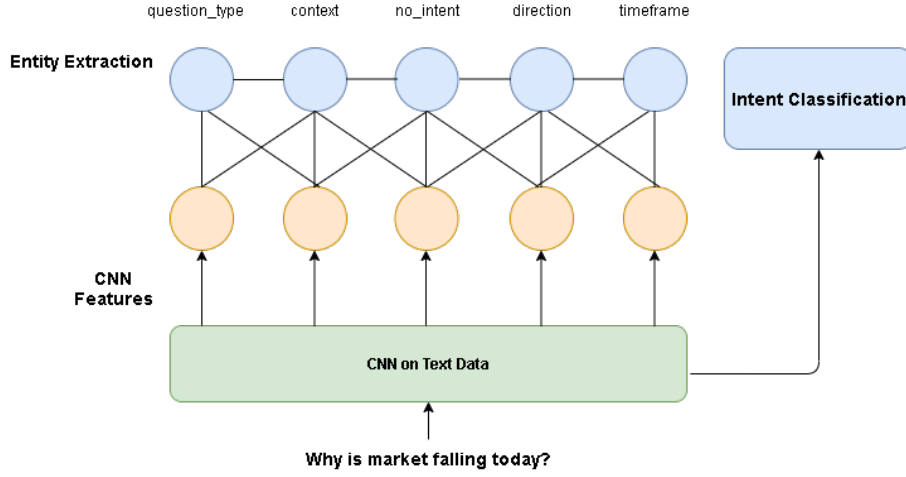 question_type context no_intent direction timeframe
Entity Extraction
Intent Classification
CNN
Features
CNN on Text Data
Why is market falling today?